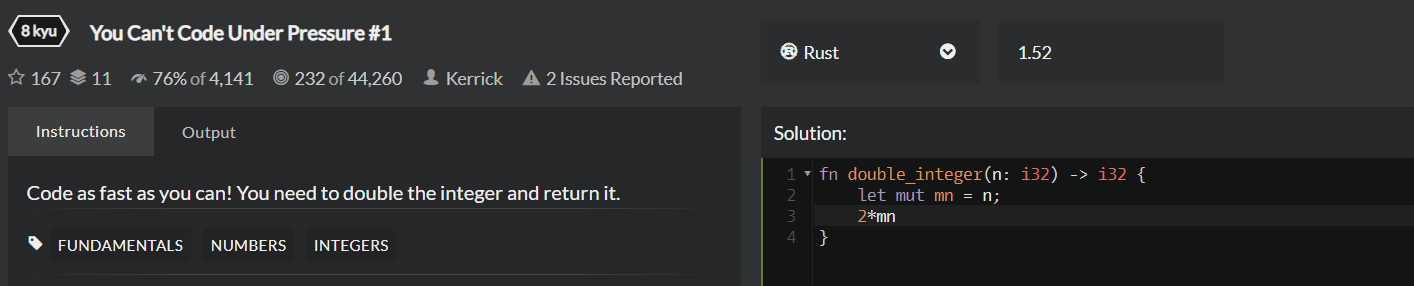 8 kyu You Can't Code Under Pressure #1
167 11 76% of 4,141 232 of 44,260 Kerrick 2 Issues Reported
Rust 1.52
Instructions Output
Code as fast as you can! You need to double the integer and return it.
FUNDAMENTALS NUMBERS INTEGERS
Solution:
1 fn double_integer(n: i32) -> i32 {
2     let mut mn = n;
3     2*mn
4 }